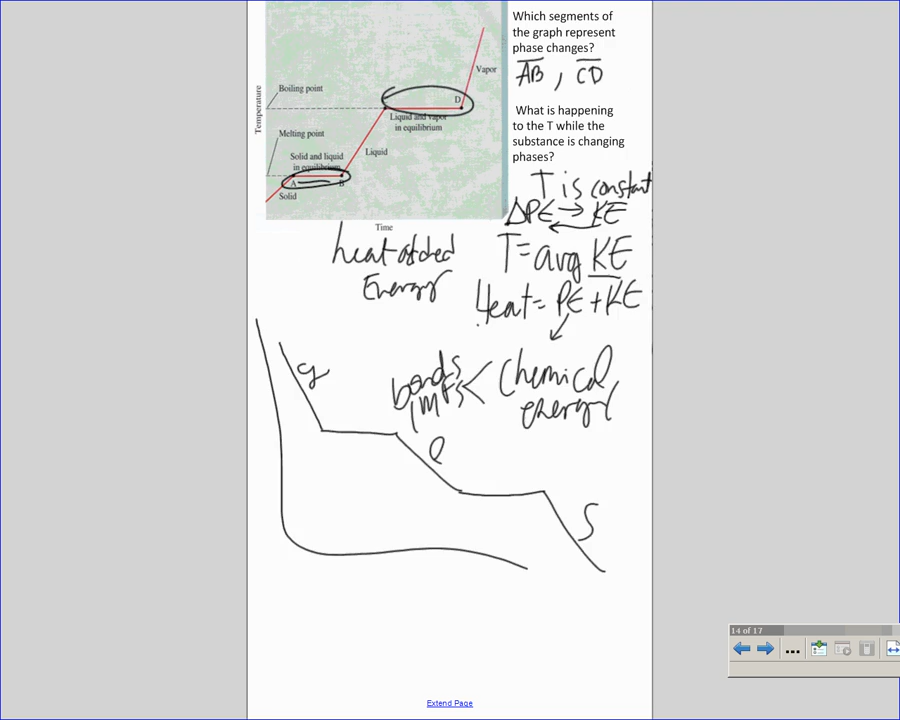 Which segments of
the graph represent
phase changes?
AB , CD
What is happening
to the T while the
substance is changing
phases?
T is constant
ΔPE → KE
T = avg KE
Heat = PE + KE
chemical
energy
bonds
IMFs <
Temperature
Boiling point
Melting point
Vapor
D
Liquid and vapor
in equilibrium
Liquid
Solid and liquid
in equilibrium
A
B
Solid
Time
heat added
Energy
g
l
S
14 of 17
...
Extend Page